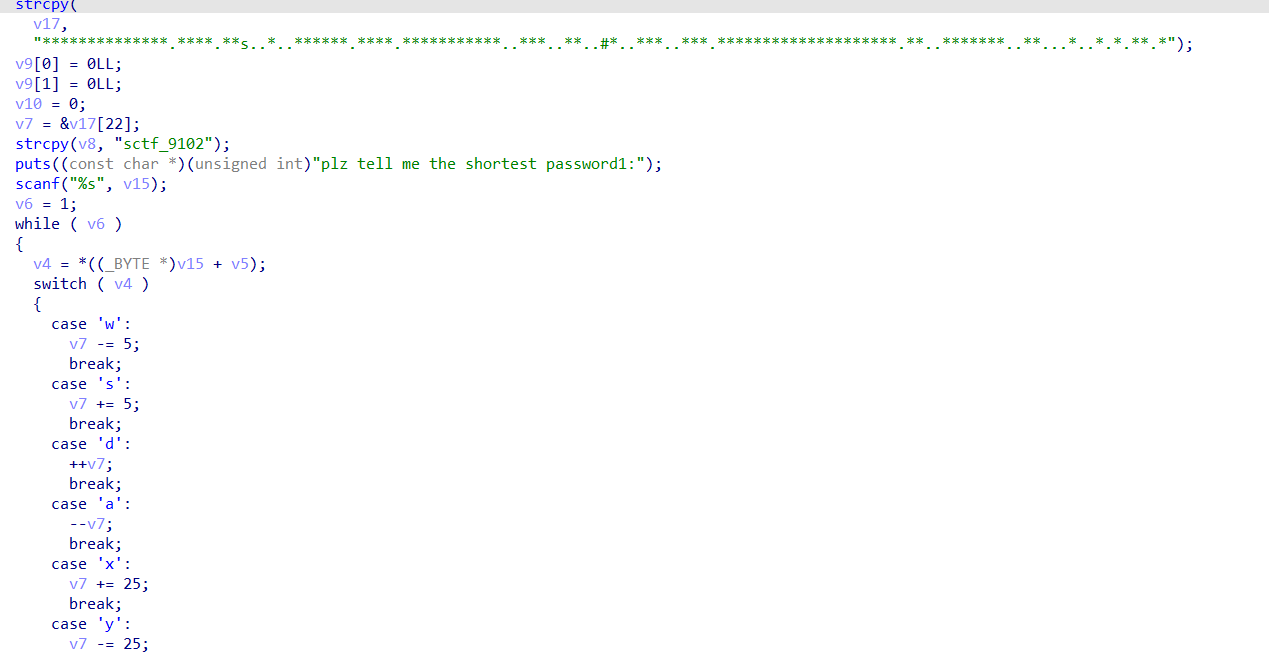 strcpy(
v17,
"**************.****.**s..*..******.****.***********..***..**..#*..***..***.********************.**..*******..**...*..*.*.**.*");
v9[0] = 0LL;
v9[1] = 0LL;
v10 = 0;
v7 = &v17[22];
strcpy(v8, "sctf_9102");
puts((const char *)(unsigned int)"plz tell me the shortest password1:");
scanf("%s", v15);
v6 = 1;
while ( v6 )
{
v4 = *((_BYTE *)v15 + v5);
switch ( v4 )
{
case 'w':
v7 -= 5;
break;
case 's':
v7 += 5;
break;
case 'd':
++v7;
break;
case 'a':
--v7;
break;
case 'x':
v7 += 25;
break;
case 'y':
v7 -= 25;